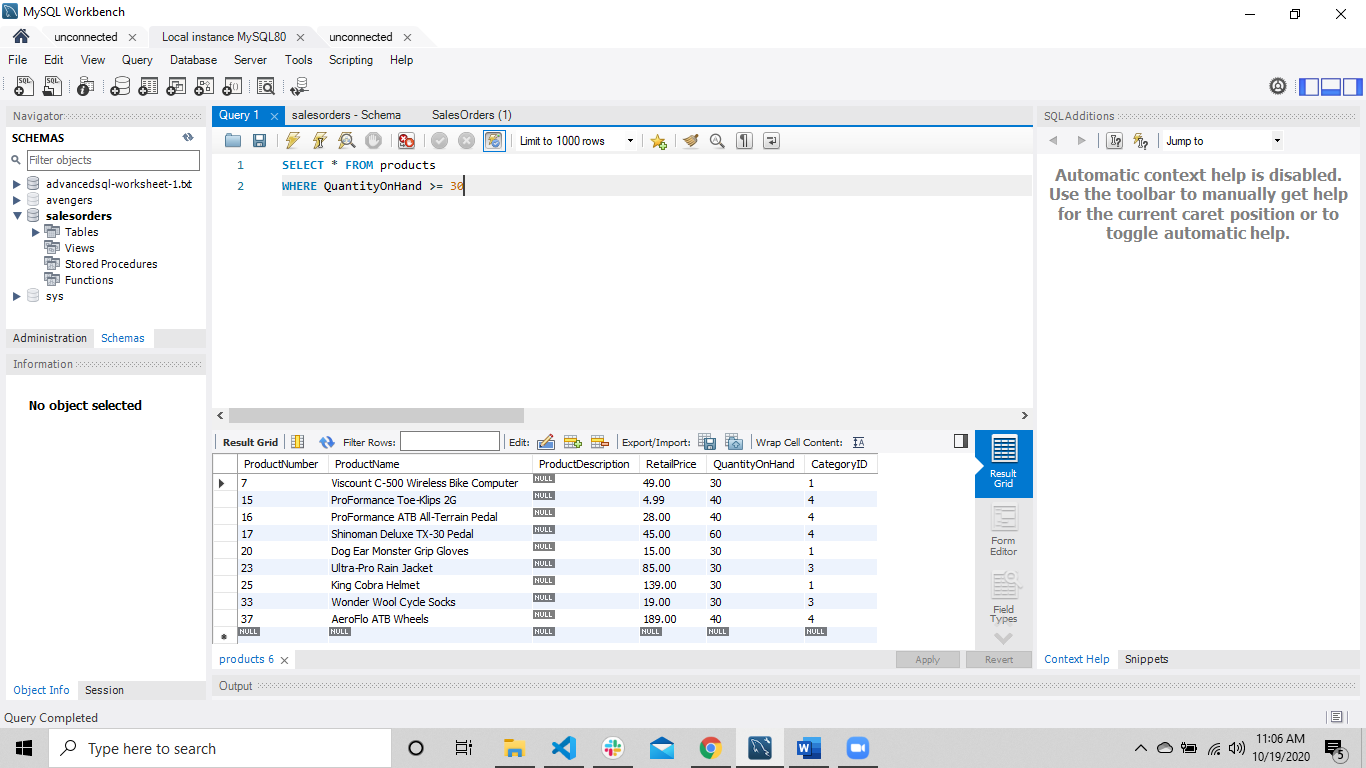 MySQL Workbench
unconnected
Local instance MySQL80
unconnected
File Edit View Query Database Server Tools Scripting Help
Navigator
SCHEMAS
Filter objects
advancedsql-worksheet-1.txt
avengers
salesorders
Tables
Views
Stored Procedures
Functions
sys
Administration Schemas
Information
No object selected
Object Info Session
Query 1
salesorders - Schema
SalesOrders (1)
Limit to 1000 rows
1 SELECT * FROM products
2 WHERE QuantityOnHand >= 30
Result Grid Filter Rows: Edit: Export/Import: Wrap Cell Content: IA
ProductNumber ProductName ProductDescription RetailPrice QuantityOnHand CategoryID
7 Viscount C-500 Wireless Bike Computer NULL 49.00 30 1
15 ProFormance Toe-Klips 2G NULL 4.99 40 4
16 ProFormance ATB All-Terrain Pedal NULL 28.00 40 4
17 Shinoman Deluxe TX-30 Pedal NULL 45.00 60 4
20 Dog Ear Monster Grip Gloves NULL 15.00 30 1
23 Ultra-Pro Rain Jacket NULL 85.00 30 3
25 King Cobra Helmet NULL 139.00 30 1
33 Wonder Wool Cycle Socks NULL 19.00 30 3
37 AeroFlo ATB Wheels NULL 189.00 40 4
NULL NULL NULL NULL NULL NULL
Result
Grid
Form
Editor
Field
Types
products 6
Apply Revert
Output
SQLAdditions
Jump to
Automatic context help is disabled.
Use the toolbar to manually get help
for the current caret position or to
toggle automatic help.
Context Help Snippets
Query Completed
Type here to search
11:06 AM
10/19/2020
5